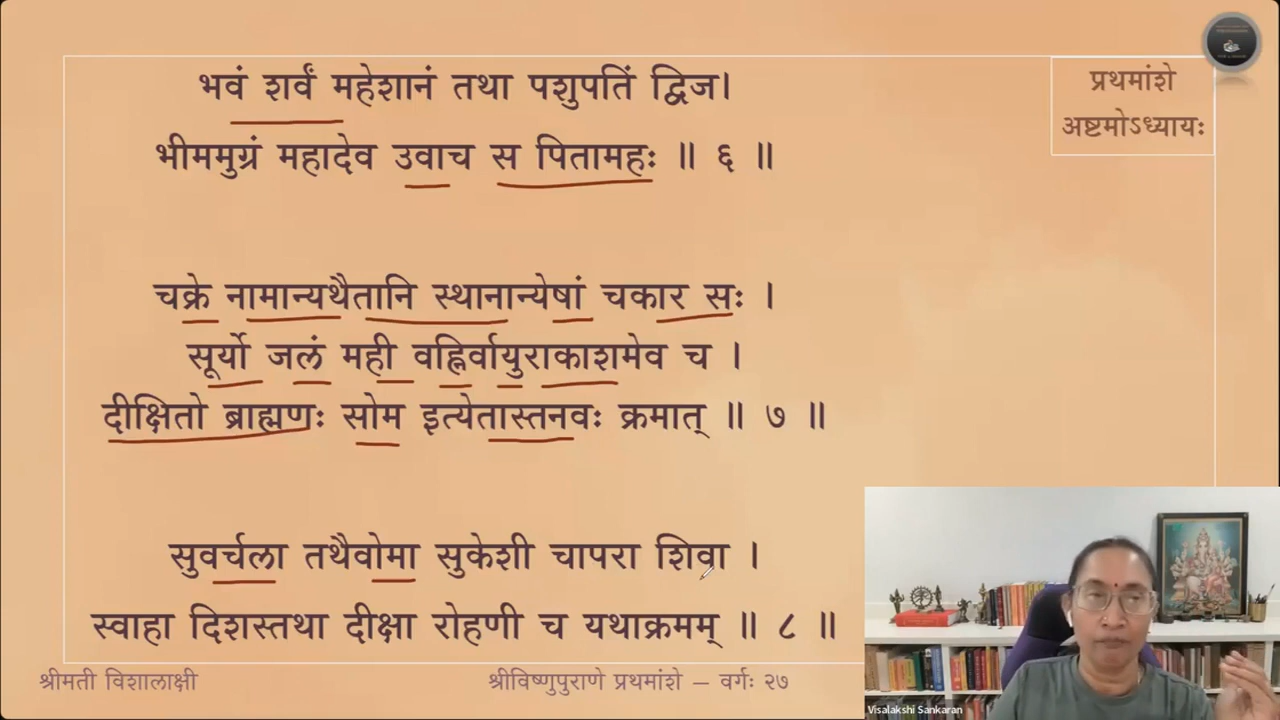 भवं शर्वं महेशानं तथा पशुपतिं द्विज।
भीममुग्रं महादेव उवाच स पितामहः ॥ ६ ॥
चक्रे नामान्यथैतानि स्थानान्येषां चकार सः ।
सूर्यो जलं मही वह्निर्वायुराकाशमेव च ।
दीक्षितो ब्राह्मणः सोम इत्येतास्तनवः क्रमात् ॥ ७ ॥
सुवर्चला तथैवोमा सुकेशी चापरा शिवा ।
स्वाहा दिशस्तथा दीक्षा रोहणी च यथाक्रमम् ॥ ८ ॥
प्रथमांशे
अष्टमोऽध्यायः
श्रीमती विशालाक्षी
श्रीविष्णुपुराणे प्रथमांशे – वर्गः २७
Visalakshi Sankaran